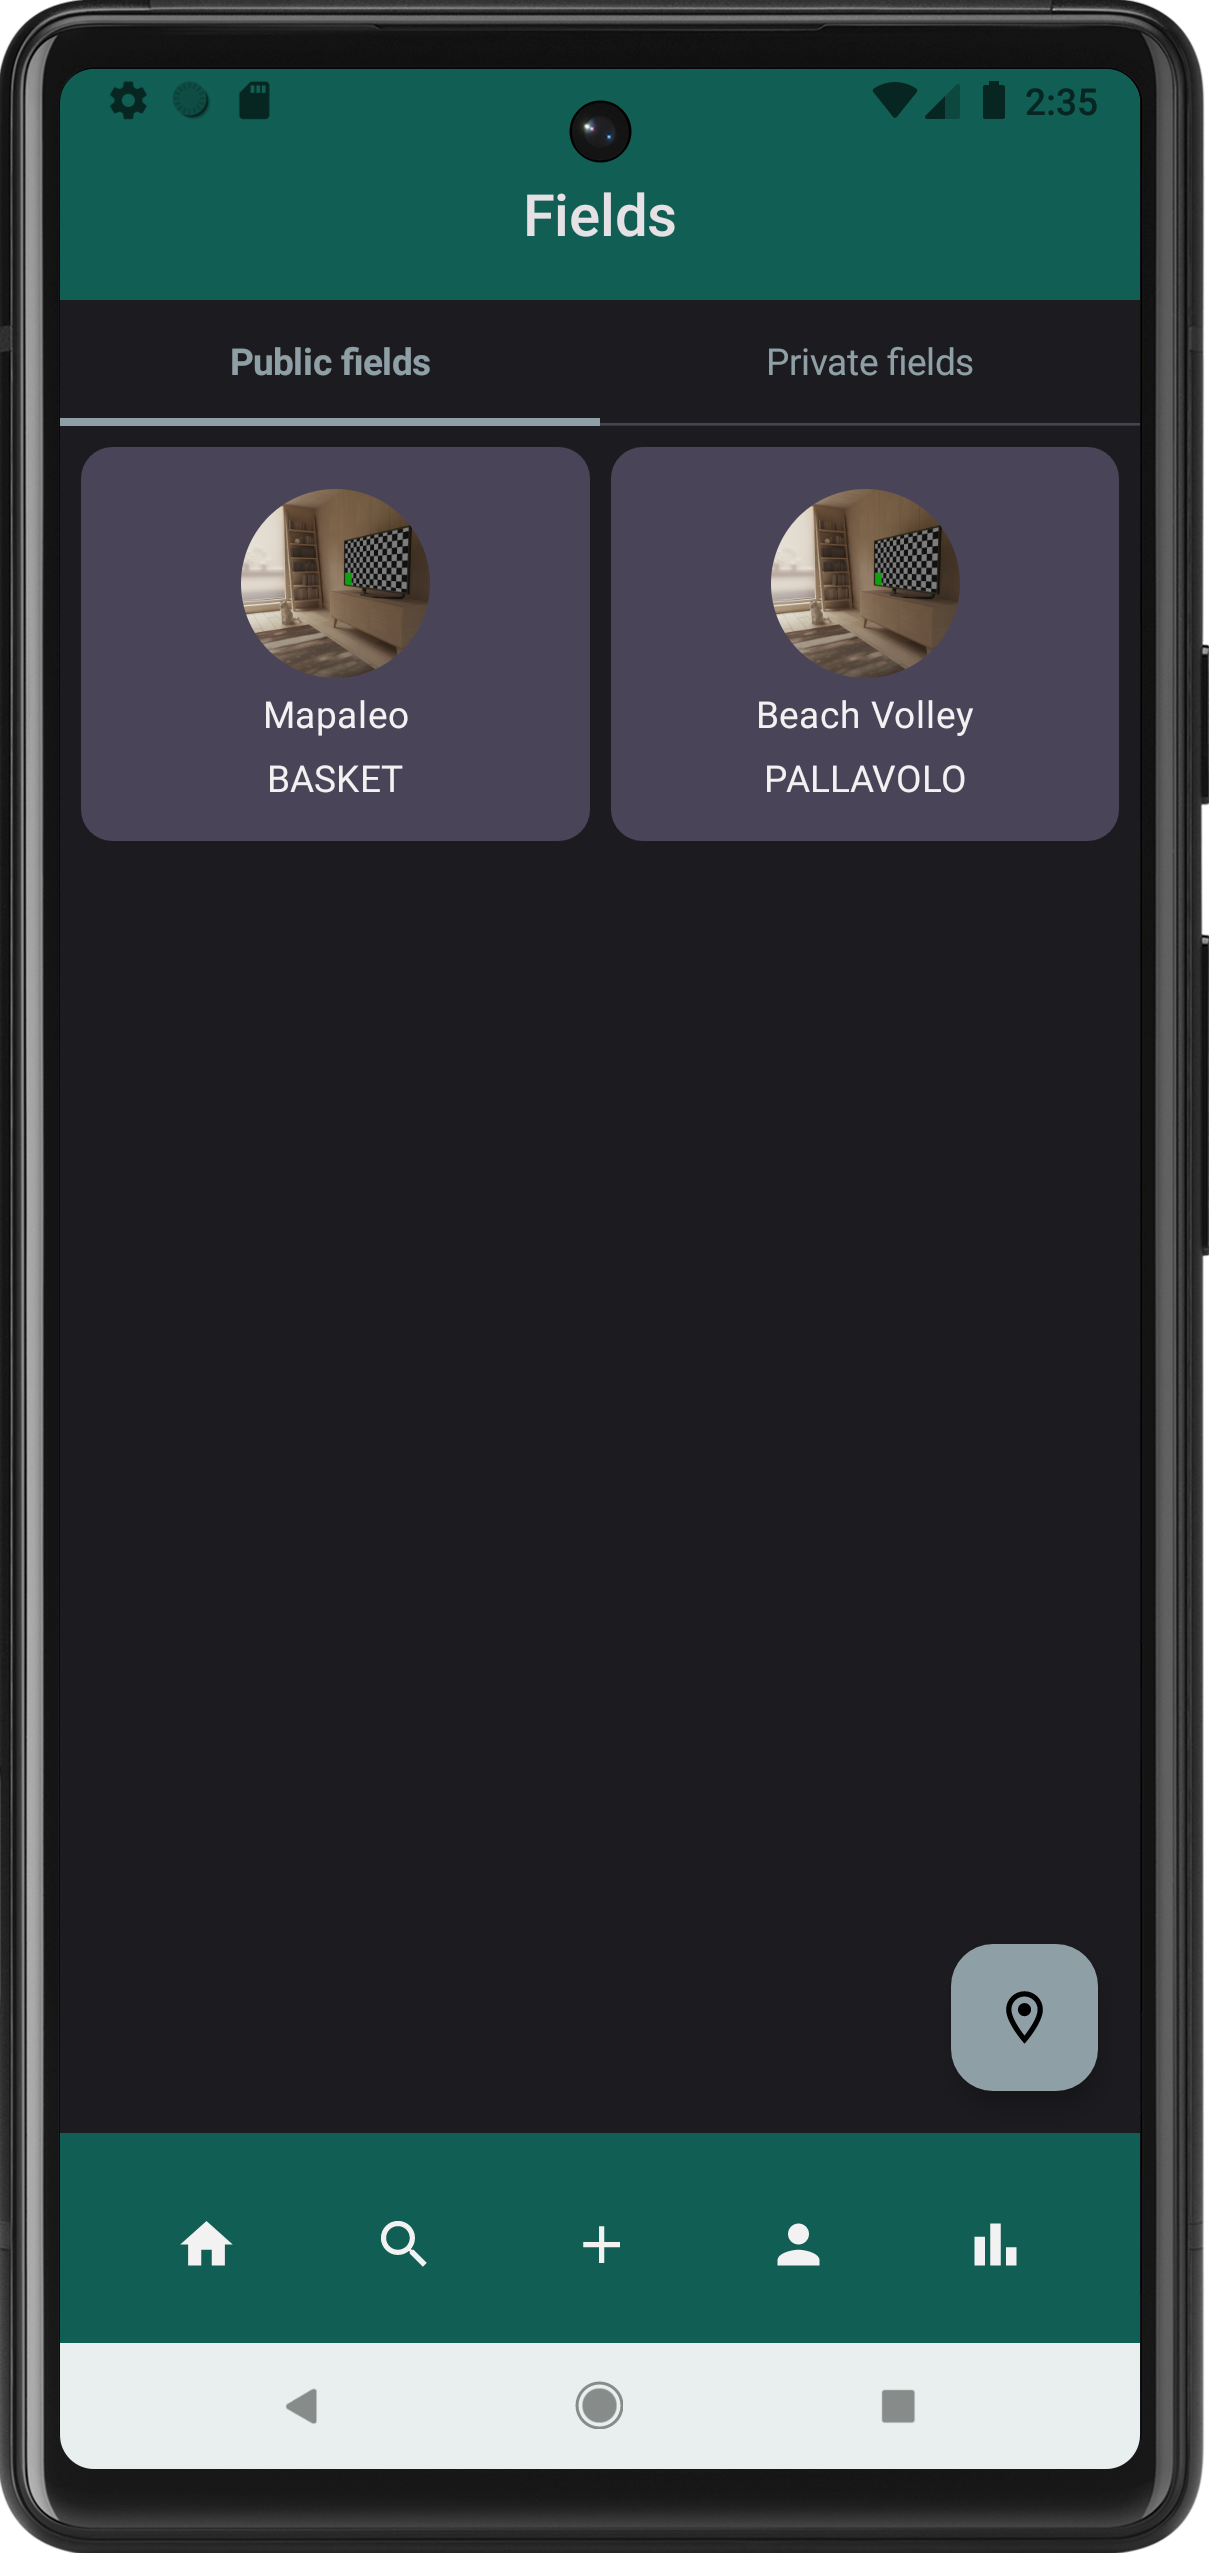 2:35
Fields
Public fields
Private fields
Mapaleo
BASKET
Beach Volley
PALLAVOLO